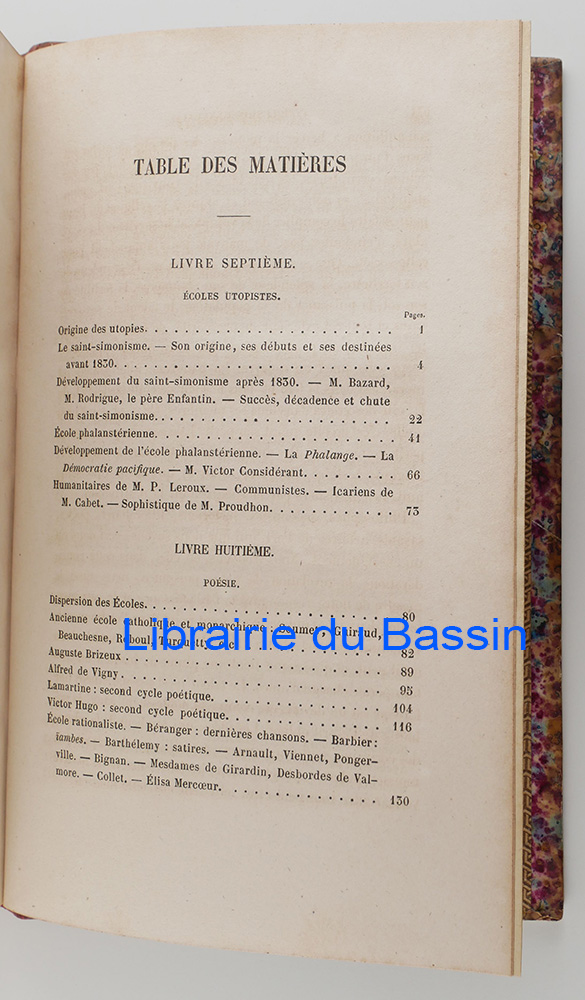 TABLE DES MATIÈRES
LIVRE SEPTIÈME.
ÉCOLES UTOPISTES.
Pages.
Origine des utopies. . . . . . . . . . . . . . . . . . . . . . 1
Le saint-simonisme. — Son origine, ses débuts et ses destinées
avant 1830. . . . . . . . . . . . . . . . . . . . . . . . . 4
Développement du saint-simonisme après 1830. — M. Bazard,
M. Rodrigue, le père Enfantin. — Succès, décadence et chute
du saint-simonisme. . . . . . . . . . . . . . . . . . . . . 22
École phalanstérienne. . . . . . . . . . . . . . . . . . . . . 41
Développement de l'école phalanstérienne. — La Phalange. — La
Démocratie pacifique. — M. Victor Considérant. . . . . . . . 66
Humanitaires de M. P. Leroux. — Communistes. — Icariens de
M. Cabet. — Sophistique de M. Proudhon. . . . . . . . . . . 73
LIVRE HUITIÈME.
POÉSIE.
Dispersion des Écoles. . . . . . . . . . . . . . . . . . . . . 80
Ancienne école catholique et monarchique : Soumet, Guiraud,
Beauchesne, Reboul, Turquety, etc. . . . . . . . . . . . . 82
Librairie du Bassin
Auguste Brizeux . . . . . . . . . . . . . . . . . . . . . . . 89
Alfred de Vigny. . . . . . . . . . . . . . . . . . . . . . . . 95
Lamartine : second cycle poétique. . . . . . . . . . . . . . . 104
Victor Hugo : second cycle poétique. . . . . . . . . . . . . . 116
École rationaliste. — Béranger : dernières chansons. — Barbier :
iambes. — Barthélemy : satires. — Arnault, Viennet, Ponger-
ville. — Bignan. — Mesdames de Girardin, Desbordes de Val-
more. — Collet. — Élisa Mercœur. . . . . . . . . . . . . . . 130